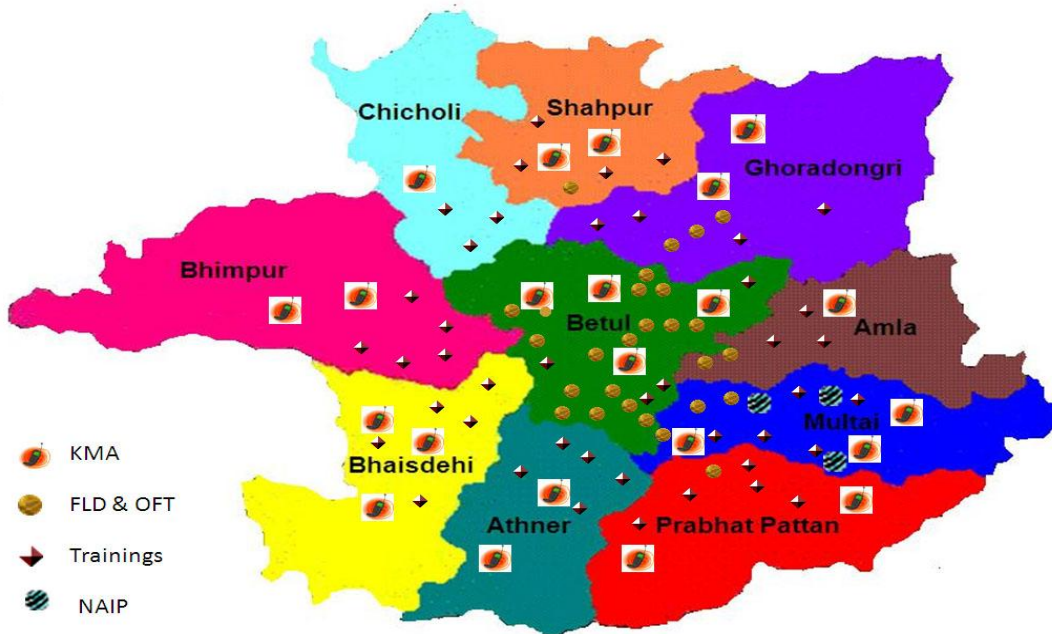 Chicholi
Shahpur
Ghoradongri
Bhimpur
Betul
Amla
Multai
Bhaisdehi
Athner
Prabhat Pattan
KMA
FLD & OFT
Trainings
NAIP